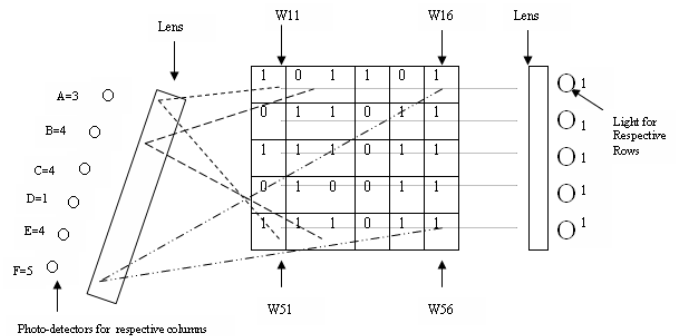 W11
W16
Lens
Lens
A=3
B=4
C=4
D=1
E=4
F=5
1 0 1 1 0 1
0 1 1 0 1 1
1 1 1 0 1 1
0 1 0 0 1 1
1 1 1 0 1 1
1
1
1
1
1
Light for
Respective
Rows
W51
W56
Photo-detectors for respective columns